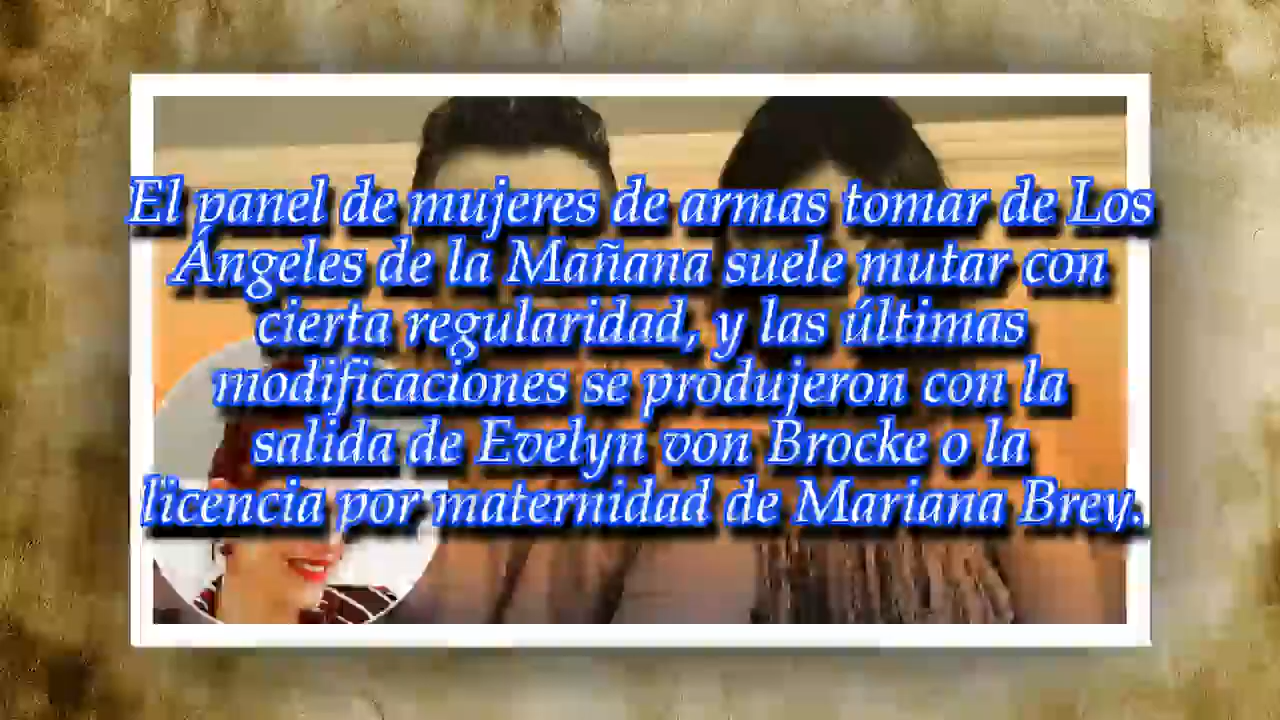 El panel de mujeres de armas tomar de Los
Ángeles de la Mañana suele mutar con
cierta regularidad, y las últimas
modificaciones se produjeron con la
salida de Evelyn von Brocke o la
licencia por maternidad de Mariana Brey.